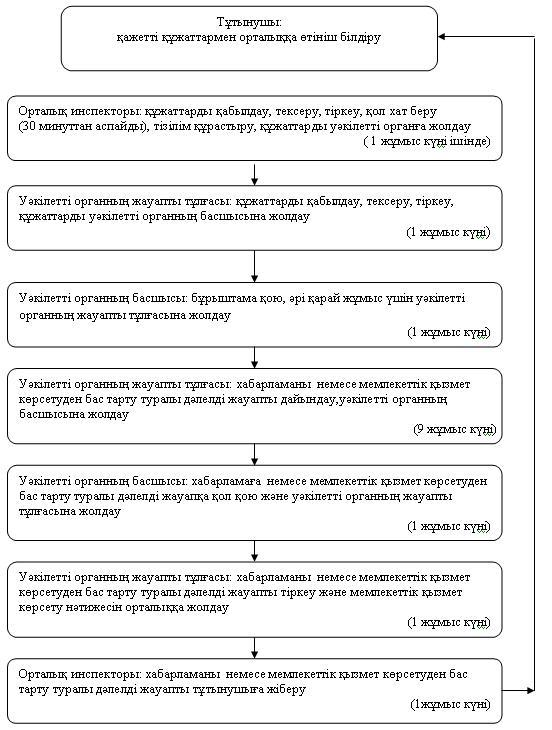 Тұтынушы:
қажетті құжаттармен орталыққа өтініш білдіру
Орталық инспекторы: құжаттарды қабылдау, тексеру, тіркеу, қол хат беру
(30 минуттан аспайды), тізілім құрастыру, құжаттарды уәкілетті органға жолдау
( 1 жұмыс күңі ішінде)
Уәкілетті органның жауапты тұлғасы: құжаттарды қабылдау, тексеру, тіркеу,
құжаттарды уәкілетті органның басшысына жолдау
(1 жұмыс күңі)
Уәкілетті органның басшысы: бұрыштама қою, әрі қарай жұмыс үшін уәкілетті
органның жауапты тұлғасына жолдау
(1 жұмыс күңі)
Уәкілетті органның жауапты тұлғасы: хабарламаны немесе мемлекеттік қызмет
көрсетуден бас тарту туралы дәлелді жауапты дайындау,уәкілетті органның
басшысына жолдау
(9 жұмыс күңі)
Уәкілетті органның басшысы: хабарламаға немесе мемлекеттік қызмет көрсетуден
бас тарту туралы дәлелді жауапқа қол қою және уәкілетті органның жауапты
тұлғасына жолдау
(1 жұмыс күңі)
Уәкілетті органның жауапты тұлғасы: хабарламаны немесе мемлекеттік қызмет
көрсетуден бас тарту туралы дәлелді жауапты тіркеу және мемлекеттік қызмет
көрсету нәтижесін орталыққа жолдау
(1 жұмыс күңі)
Орталық инспекторы: хабарламаны немесе мемлекеттік қызмет көрсетуден бас
тарту туралы дәлелді жауапты тұтынушыға жіберу
(1жұмыс күңі)